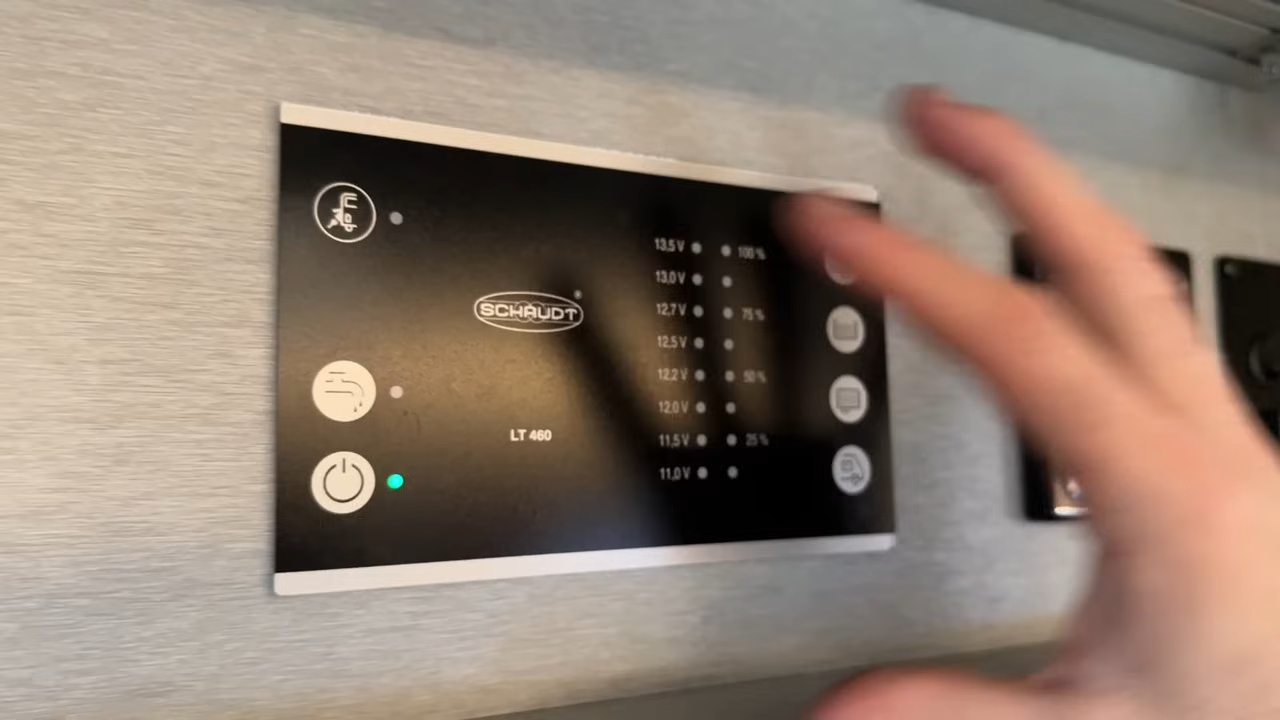 SCHAUDT®
LT 460
13,5 V 100 %
13,0 V
12,7 V 75 %
12,5 V
12,2 V 50 %
12,0 V
11,5 V 25 %
11,0 V